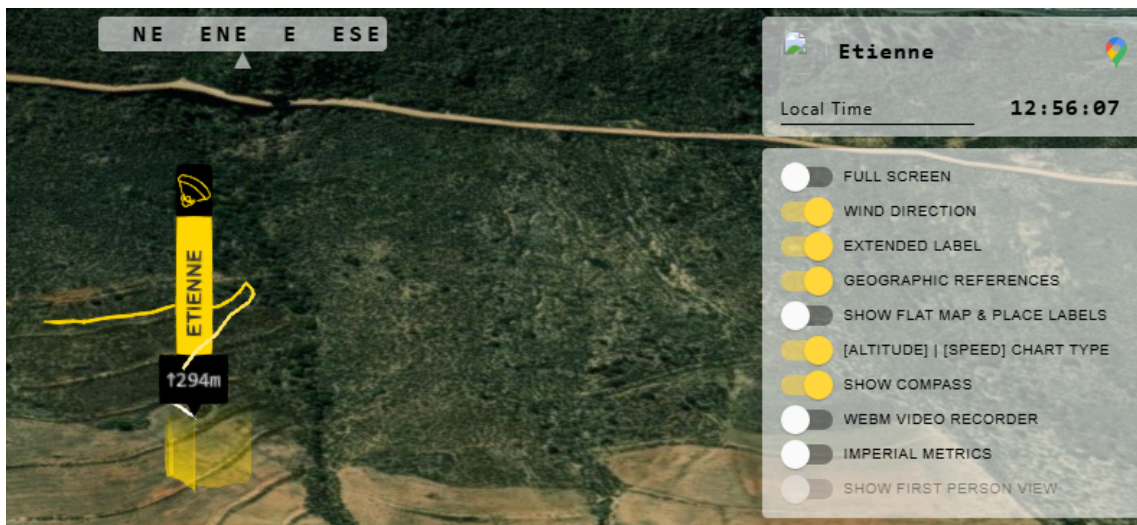 NE ENE E ESE
Etienne
Local Time 12:56:07
FULL SCREEN
WIND DIRECTION
EXTENDED LABEL
GEOGRAPHIC REFERENCES
SHOW FLAT MAP & PLACE LABELS
[ALTITUDE] | [SPEED] CHART TYPE
SHOW COMPASS
WEBM VIDEO RECORDER
IMPERIAL METRICS
SHOW FIRST PERSON VIEW
ETIENNE
↑294m